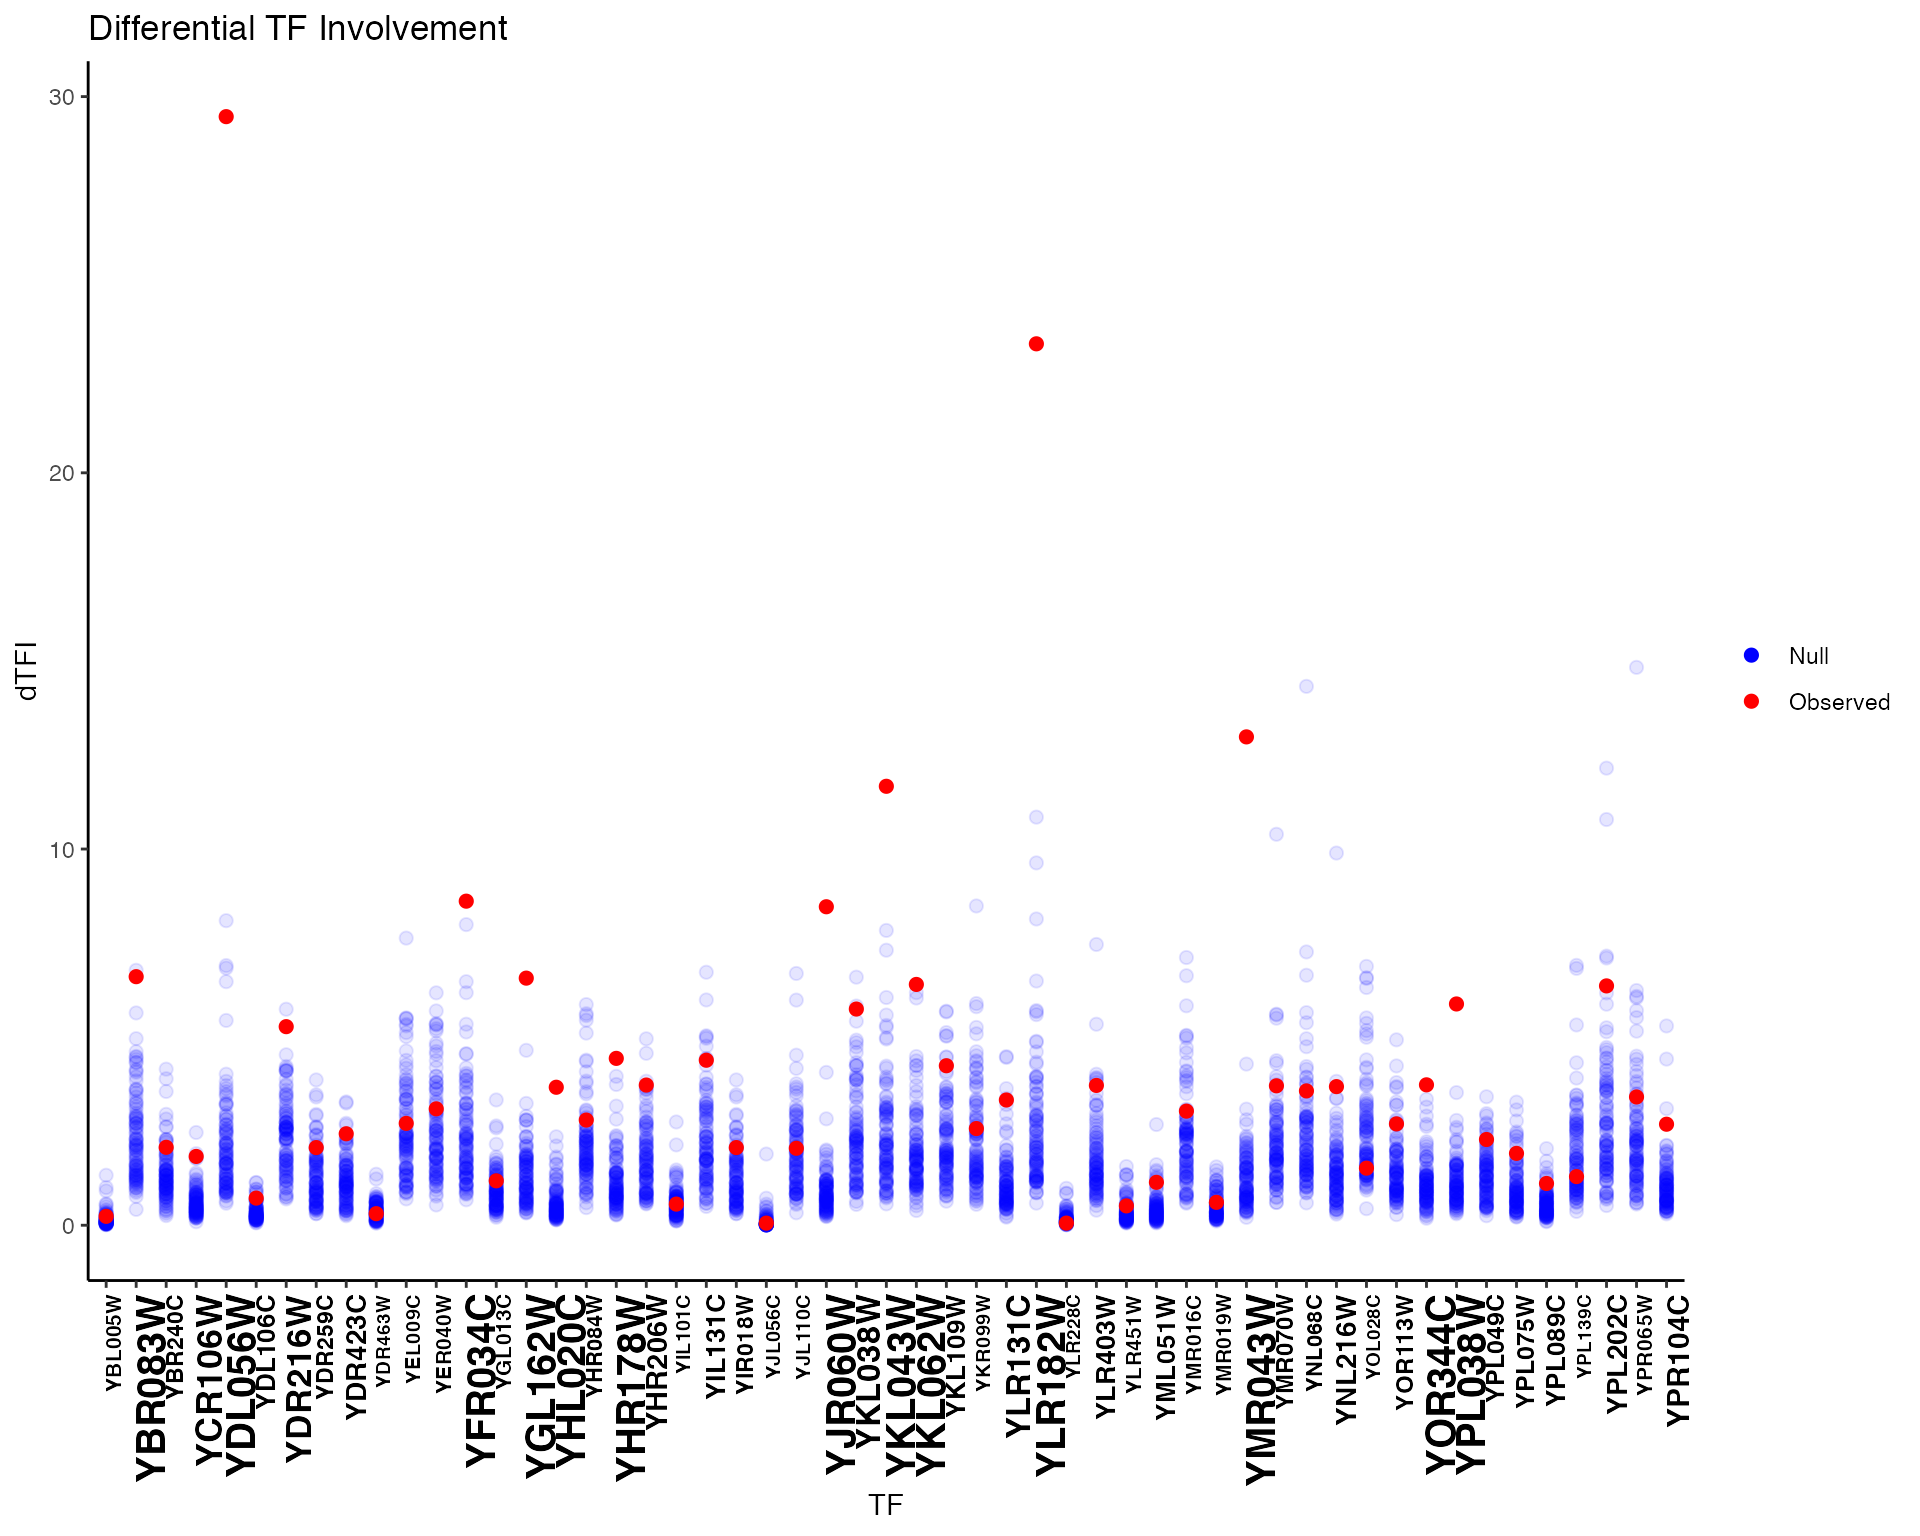 Differential TF Involvement
30
20
10
0
dTFI
YBL005W
YBR083W
YBR240C
YCR106W
YDL056W
YDL106C
YDR216W
YDR259C
YDR423C
YDR463W
YEL009C
YER040W
YFR034C
YGL013C
YGL162W
YHL020C
YHR084W
YHR178W
YHR206W
YIL101C
YIL131C
YIR018W
YJL056C
YJL110C
YJR060W
YKL038W
YKL043W
YKL062W
YKL109W
YKR099W
YLR131C
YLR182W
YLR228C
YLR403W
YLR451W
YML051W
YMR016C
YMR019W
YMR043W
YMR070W
YNL068C
YNL216W
YOL028C
YOR113W
YOR344C
YPL038W
YPL049C
YPL075W
YPL089C
YPL139C
YPL202C
YPR065W
YPR104C
TF
Null
Observed